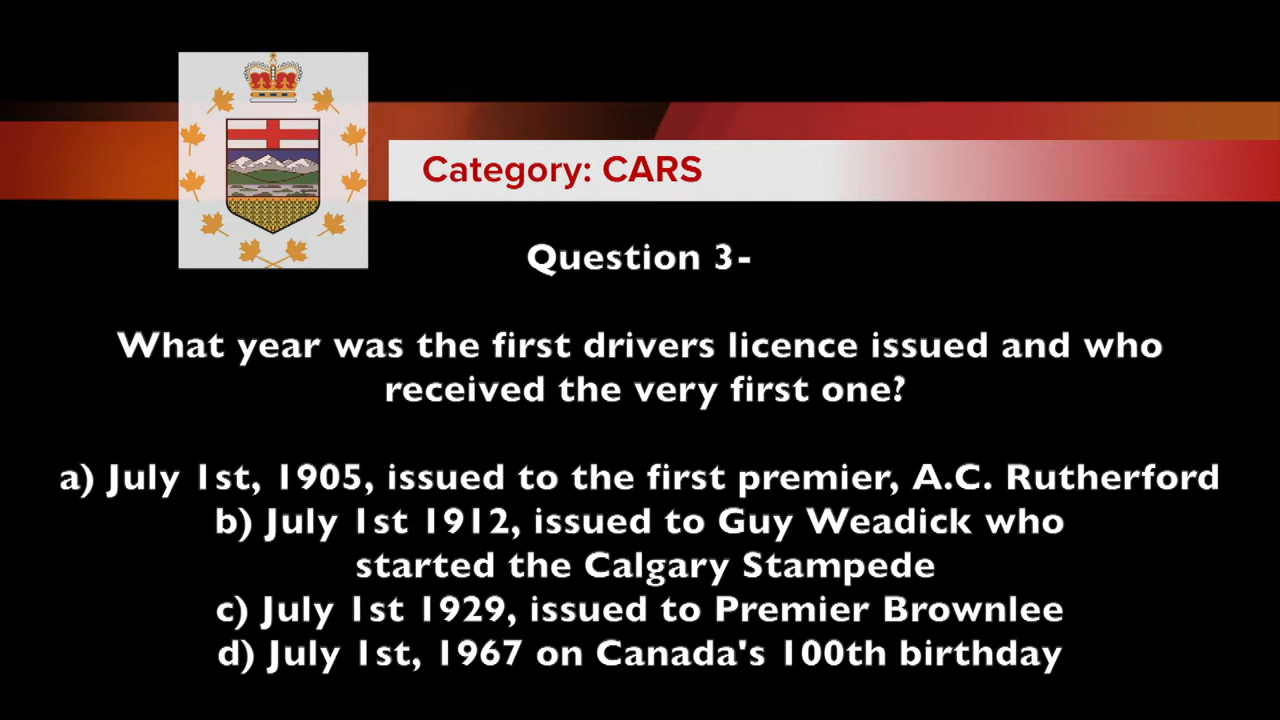 Category: CARS
Question 3-
What year was the first drivers licence issued and who
received the very first one?
a) July 1st, 1905, issued to the first premier, A.C. Rutherford
b) July 1st 1912, issued to Guy Weadick who
started the Calgary Stampede
c) July 1st 1929, issued to Premier Brownlee
d) July 1st, 1967 on Canada's 100th birthday